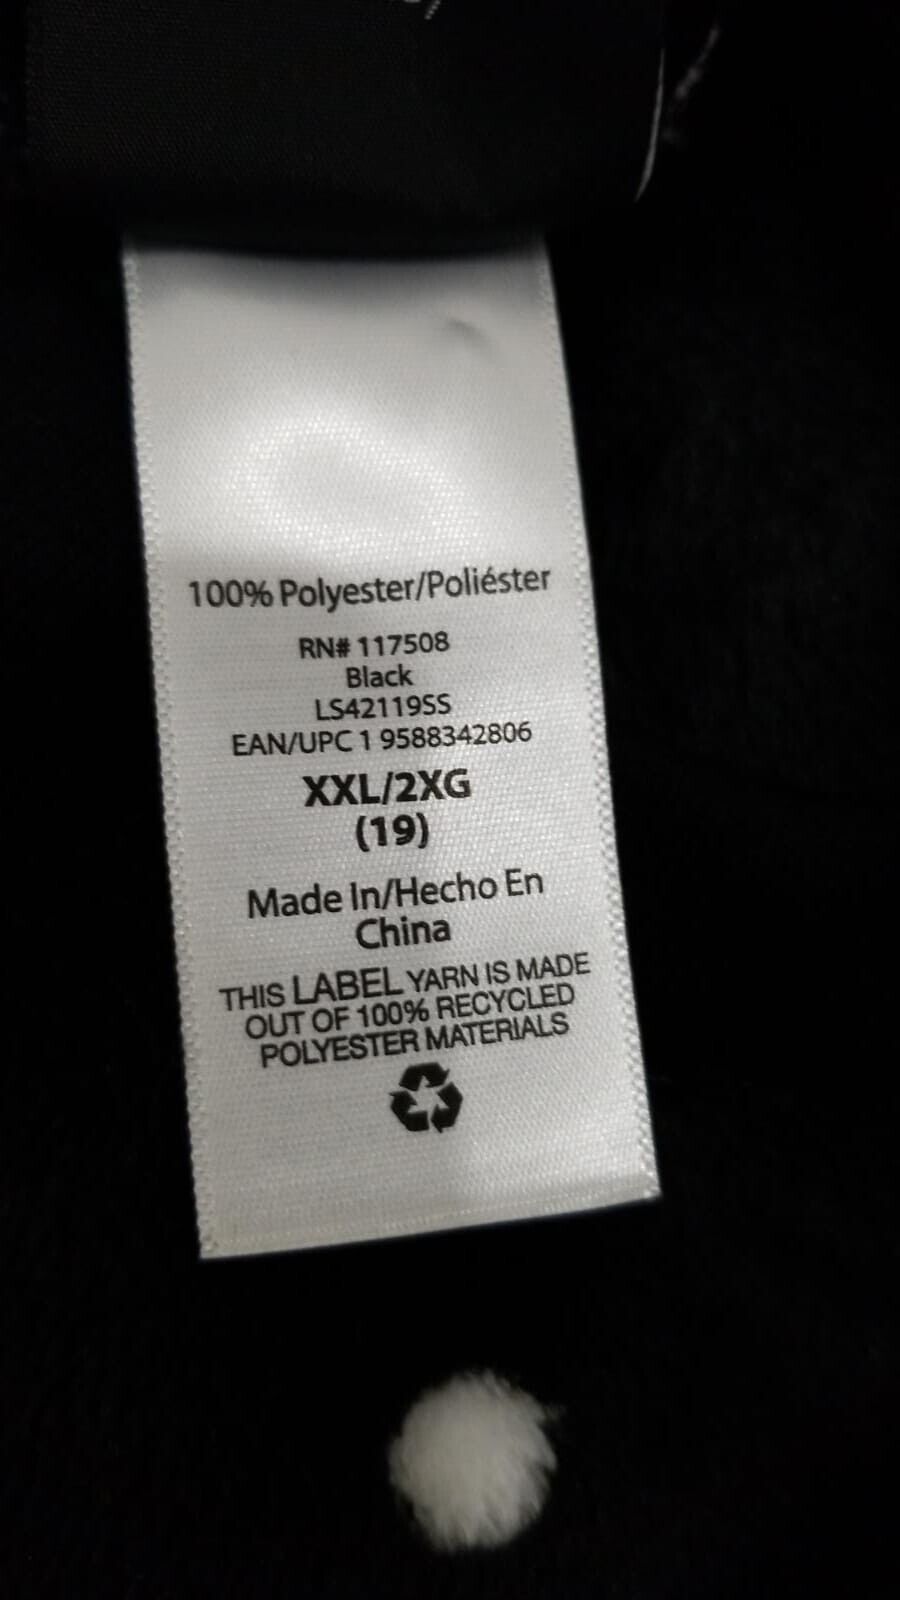 100% Polyester/Poliéster
RN# 117508
Black
LS42119SS
EAN/UPC 1 9588342806
XXL/2XG
(19)
Made In/Hecho En
China
THIS LABEL YARN IS MADE
OUT OF 100% RECYCLED
POLYESTER MATERIALS